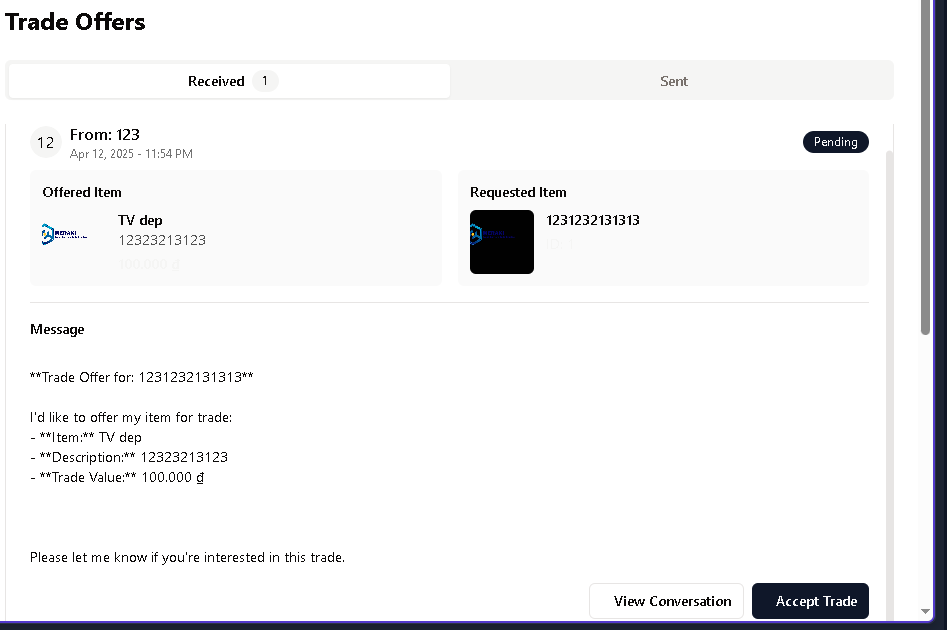 Trade Offers
Received 1
Sent
12
From: 123
Apr 12, 2025 - 11:54 PM
Pending
Offered Item
TV dep
12323213123
100.000 ₫
Requested Item
1231232131313
Message
**Trade Offer for: 1231232131313**
I'd like to offer my item for trade:
- **Item:** TV dep
- **Description:** 12323213123
- **Trade Value:** 100.000 ₫
Please let me know if you're interested in this trade.
View Conversation
Accept Trade